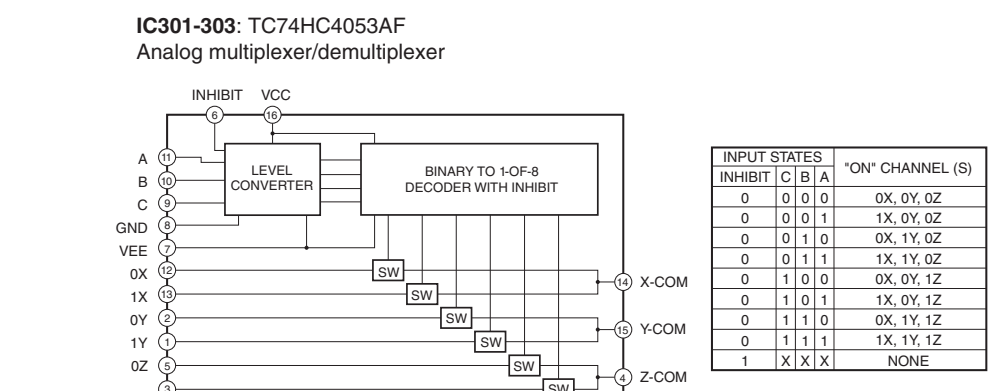 IC301-303: TC74HC4053AF
Analog multiplexer/demultiplexer
INHIBIT VCC
6 16
A 11
B 10
C 9
GND 8
VEE 7
0X 12
1X 13
0Y 2
1Y 1
0Z 5
3
LEVEL
CONVERTER
BINARY TO 1-OF-8
DECODER WITH INHIBIT
SW
SW
SW
SW
SW
SW
14 X-COM
15 Y-COM
4 Z-COM
INPUT STATES "ON" CHANNEL (S)
INHIBIT C B A
0 0 0 0 0X, 0Y, 0Z
0 0 0 1 1X, 0Y, 0Z
0 0 1 0 0X, 1Y, 0Z
0 0 1 1 1X, 1Y, 0Z
0 1 0 0 0X, 0Y, 1Z
0 1 0 1 1X, 0Y, 1Z
0 1 1 0 0X, 1Y, 1Z
0 1 1 1 1X, 1Y, 1Z
1 X X X NONE